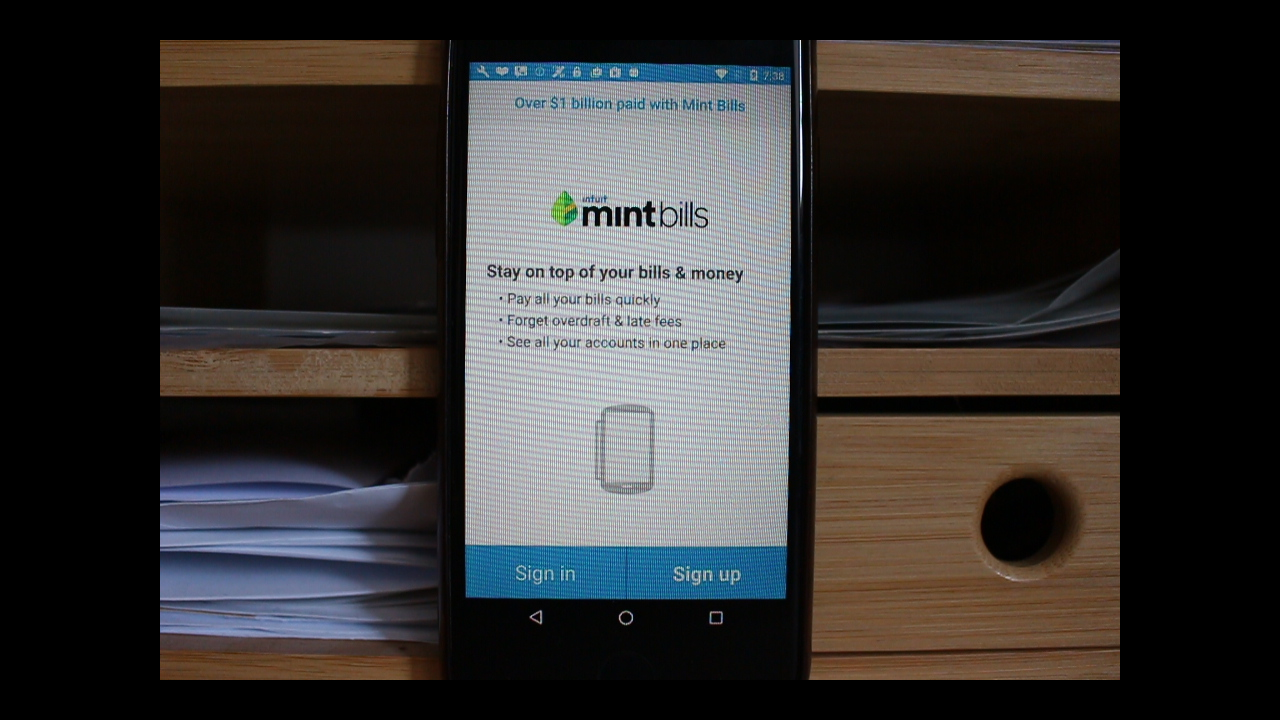 7:38
Over $1 billion paid with Mint Bills
intuit
mintbills
Stay on top of your bills & money
• Pay all your bills quickly
• Forget overdraft & late fees
• See all your accounts in one place
Sign in
Sign up